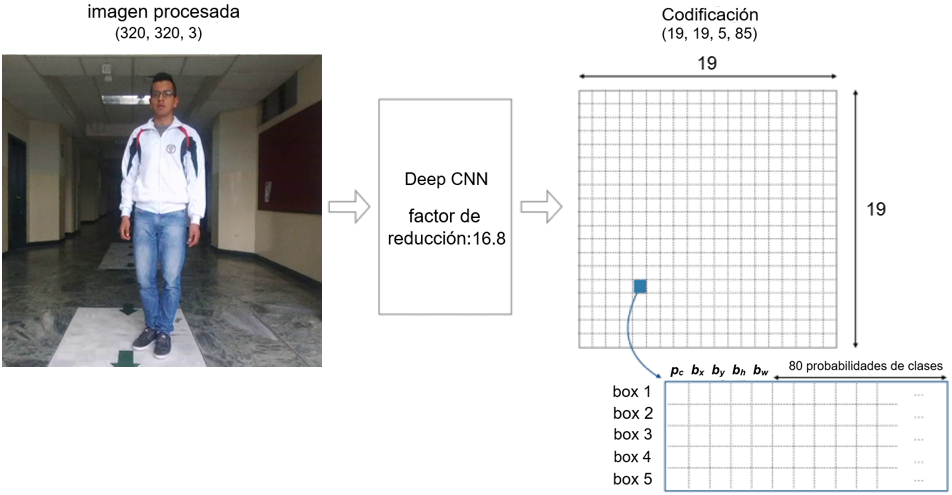 imagen procesada
(320, 320, 3)
Deep CNN
factor de
reducción:16.8
Codificación
(19, 19, 5, 85)
19
19
pc bx by bh bw
80 probabilidades de clases
box 1 ...
box 2 ...
box 3 ...
box 4 ...
box 5 ...